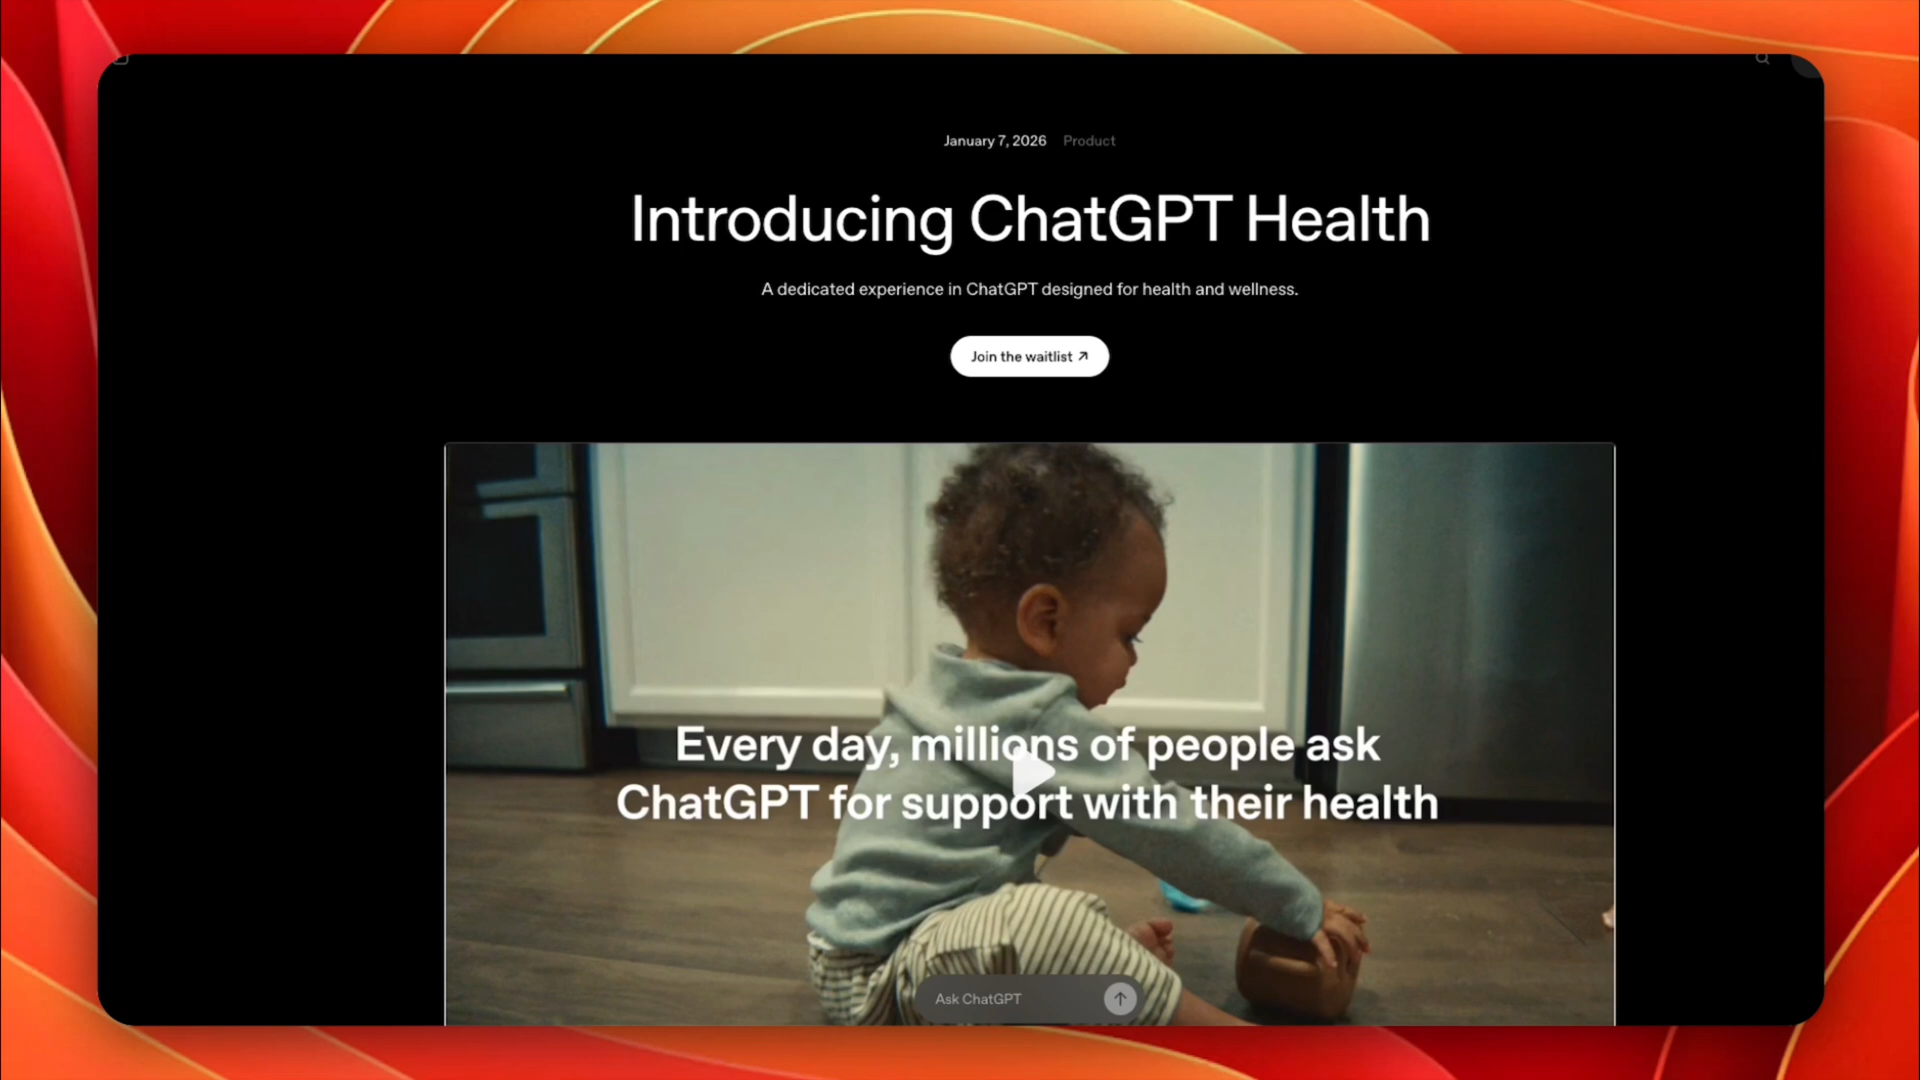 January 7, 2026 Product
Introducing ChatGPT Health
A dedicated experience in ChatGPT designed for health and wellness.
Join the waitlist ↗
Every day, millions of people ask
ChatGPT for support with their health
Ask ChatGPT